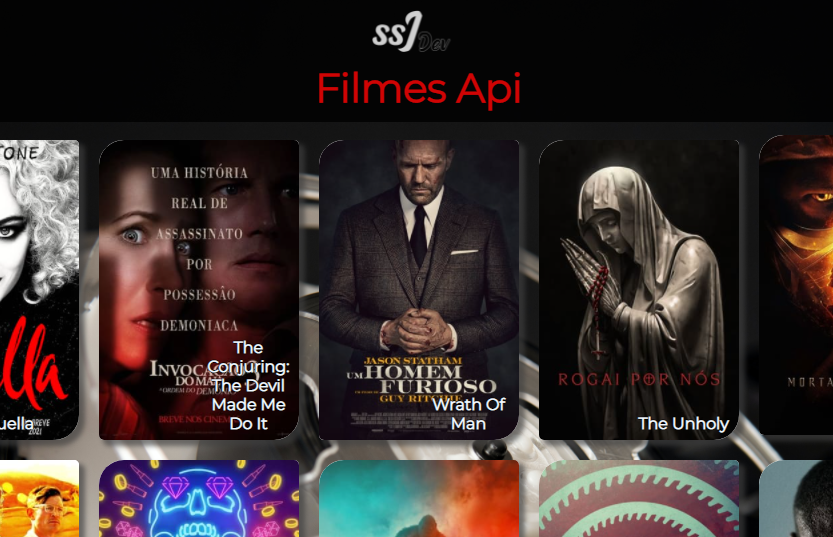 ssJ
Dev
Filmes Api
TONE
lla
uella
BREVE
2021
UMA HISTÓRIA
REAL DE
ASSASSINATO
POR
POSSESSÃO
DEMONIACA
INVOCAÇÃO
DO MAL
A ORDEM DO DEMÔNIO
BREVE NOS CINEMAS
The
Conjuring:
The Devil
Made Me
Do It
JASON STATHAM
UM HOMEM
FURIOSO
GUY RITCHIE
Wrath Of
Man
ROGAI POR NÓS
The Unholy
MORTA